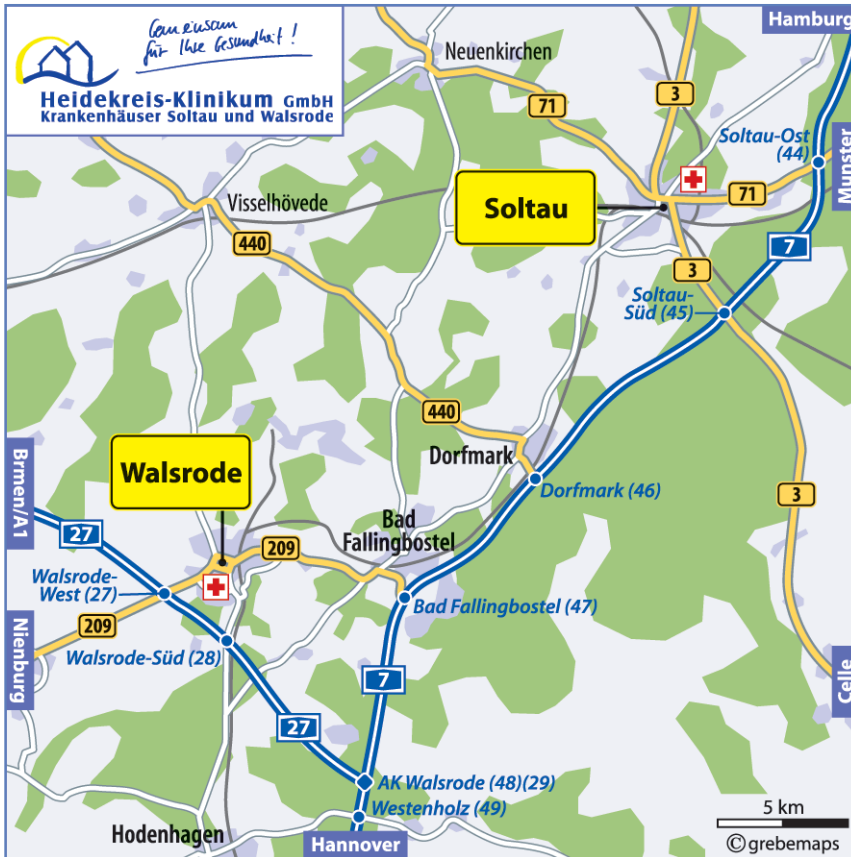 Gemeinsam
für Ihre Gesundheit!
Heidekreis-Klinikum GmbH
Krankenhäuser Soltau und Walsrode
Hamburg
Neuenkirchen
71
3
Soltau-Ost
(44)
Munster
71
Visselhövede
Soltau
440
7
3
Soltau-
Süd (45)
440
Dorfmark
Walsrode
Dorfmark (46)
3
Brmen/A1
27
Bad
Fallingbostel
209
Walsrode-
West (27)
Bad Fallingbostel (47)
Nienburg
209
Walsrode-Süd (28)
7
Celle
27
AK Walsrode (48)(29)
Westenholz (49)
5 km
Hodenhagen
Hannover
©grebemaps